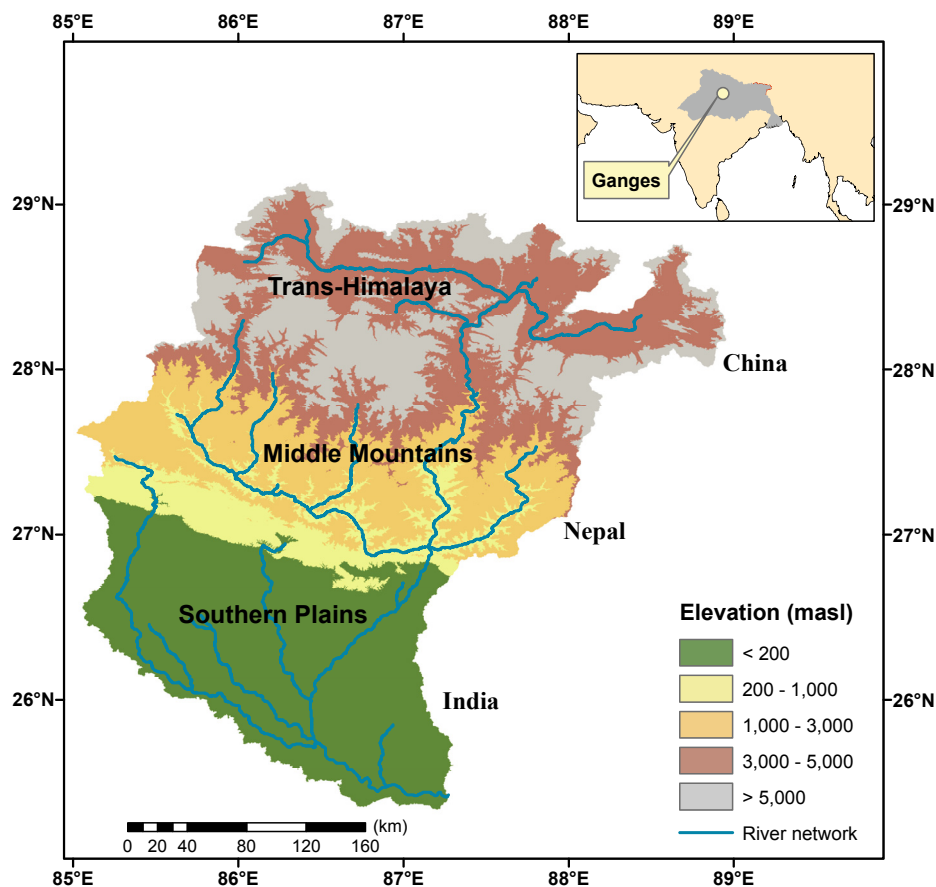 85°E 86°E 87°E 88°E 89°E
Ganges
29°N 29°N
Trans-Himalaya
28°N 28°N
China
Middle Mountains
27°N Nepal 27°N
Southern Plains
Elevation (masl)
< 200
26°N India 200 - 1,000 26°N
1,000 - 3,000
3,000 - 5,000
> 5,000
(km)
River network
0 20 40 80 120 160
85°E 86°E 87°E 88°E 89°E